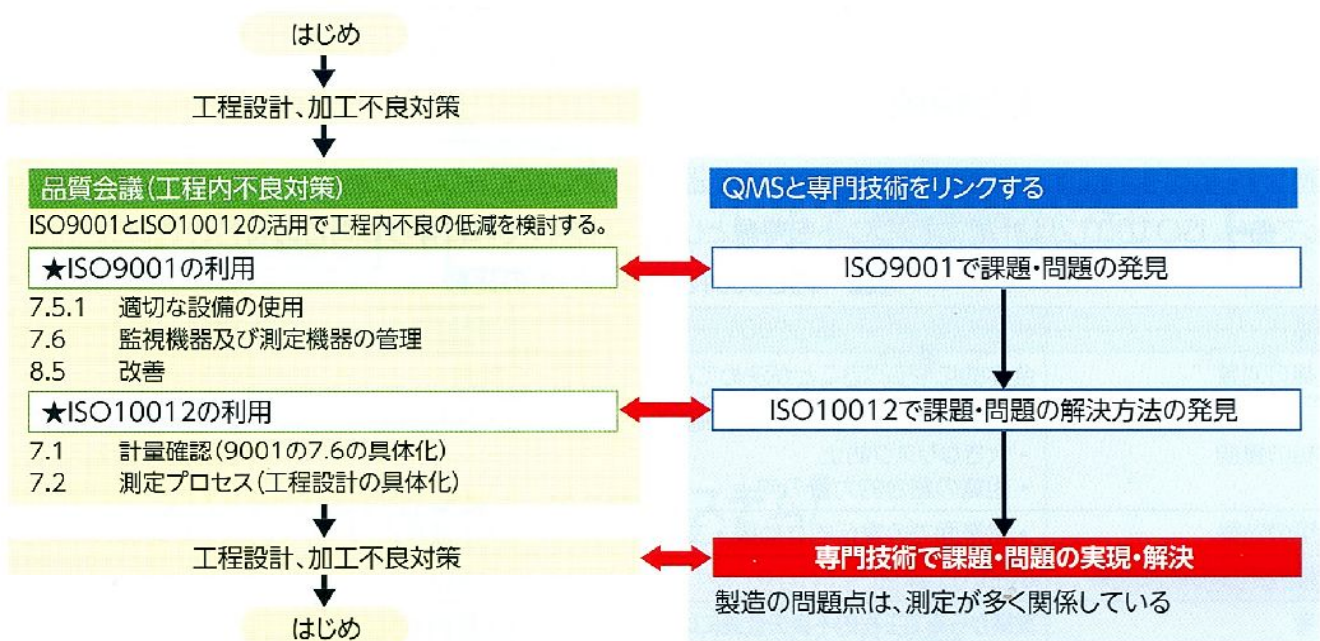 はじめ
工程設計、加工不良対策
品質会議(工程内不良対策)
ISO9001とISO10012の活用で工程内不良の低減を検討する。
★ISO9001の利用
7.5.1 適切な設備の使用
7.6 監視機器及び測定機器の管理
8.5 改善
★ISO10012の利用
7.1 計量確認(9001の7.6の具体化)
7.2 測定プロセス(工程設計の具体化)
工程設計、加工不良対策
はじめ
QMSと専門技術をリンクする
ISO9001で課題・問題の発見
ISO10012で課題・問題の解決方法の発見
専門技術で課題・問題の実現・解決
製造の問題点は、測定が多く関係している